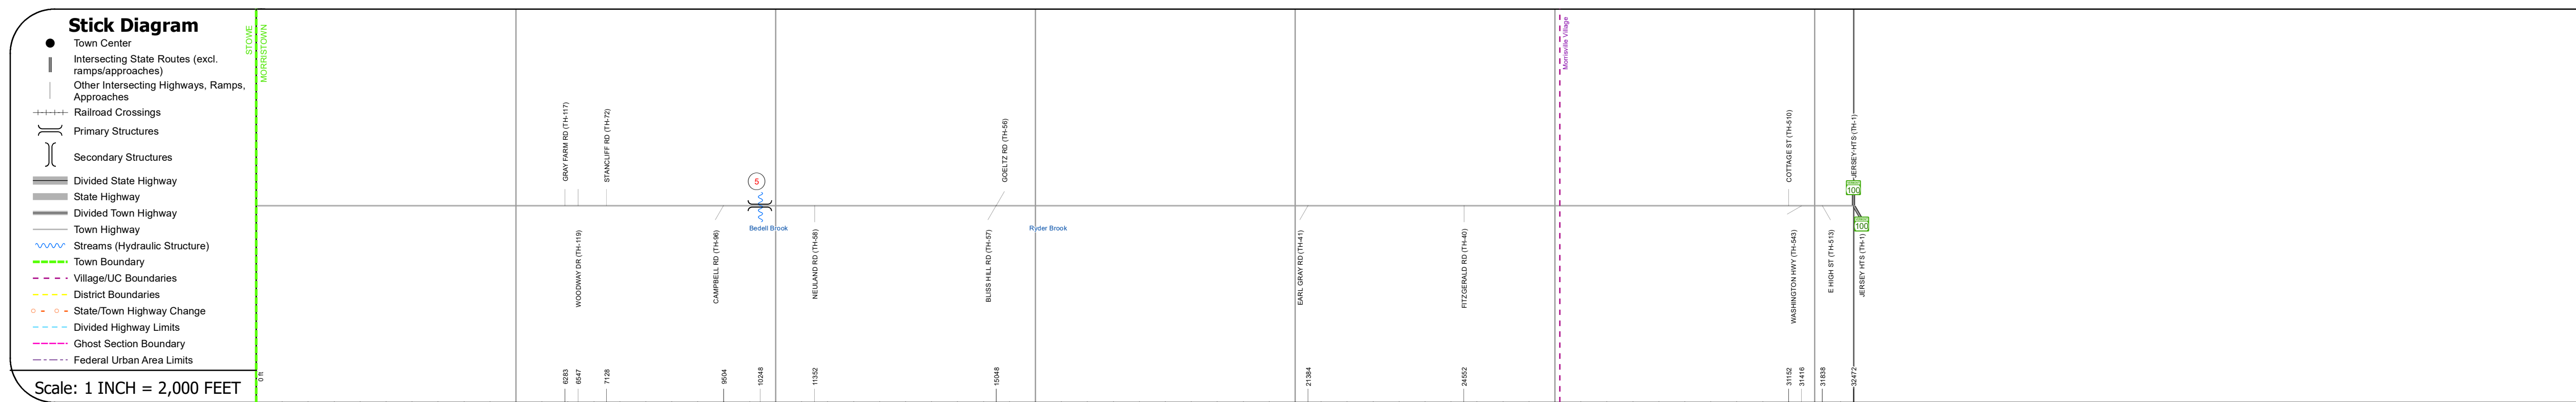 Stick Diagram
Town Center
Intersecting State Routes (excl.
ramps/approaches)
Other Intersecting Highways, Ramps,
Approaches
Railroad Crossings
Primary Structures
Secondary Structures
Divided State Highway
State Highway
Divided Town Highway
Town Highway
Streams (Hydraulic Structure)
Town Boundary
Village/UC Boundaries
District Boundaries
State/Town Highway Change
Divided Highway Limits
Ghost Section Boundary
Federal Urban Area Limits
Scale: 1 INCH = 2,000 FEET
STOWE
MORRISTOWN
Morrisville Village
GRAY FARM RD (TH-117)
STANCLIFF RD (TH-72)
GOELTZ RD (TH-56)
COTTAGE ST (TH-510)
JERSEY HTS (TH-1)
5
100
100
Bedell Brook
Ryder Brook
WOODWAY DR (TH-119)
CAMPBELL RD (TH-96)
NEULAND RD (TH-58)
BLISS HILL RD (TH-57)
EARL GRAY RD (TH-41)
FITZGERALD RD (TH-40)
WASHINGTON HWY (TH-543)
E HIGH ST (TH-513)
JERSEY HTS (TH-1)
0 ft
6283
6547
7128
9504
10248
11352
15048
21384
24552
31152
31416
31838
32472